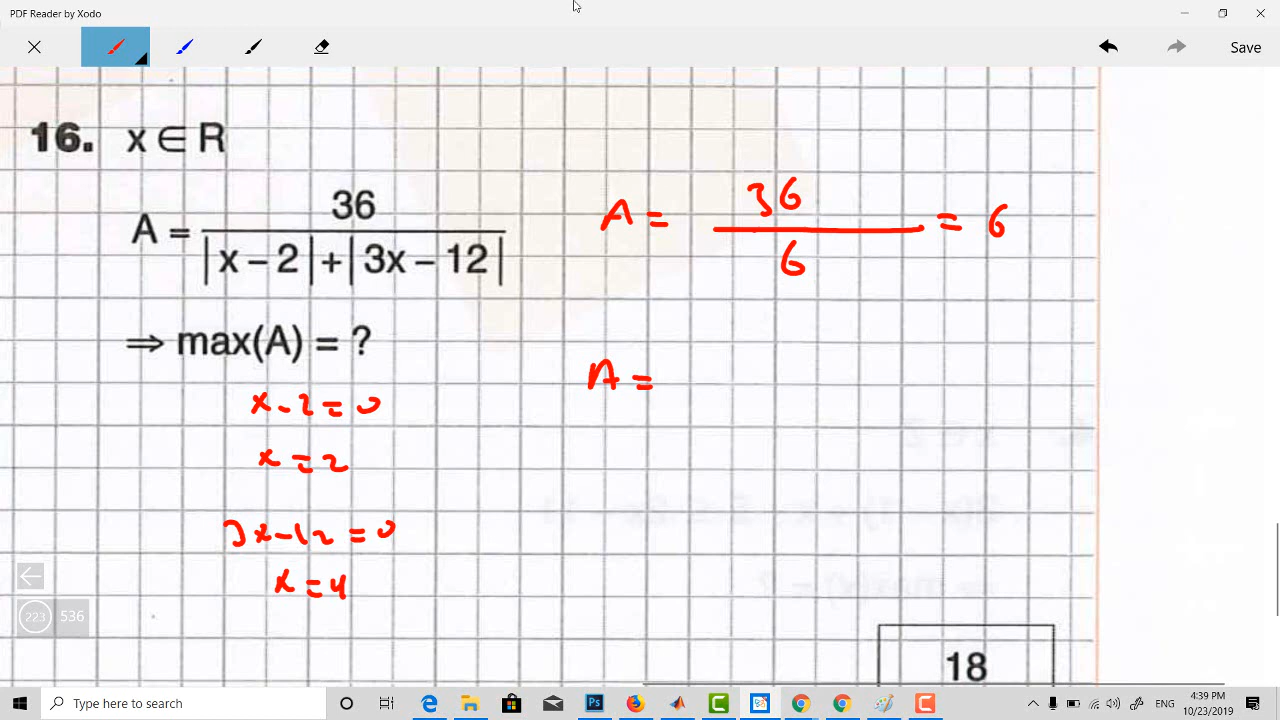 PDF Reader by Xodo
Save
16. x ∈ R
A = 36 / (|x − 2| + |3x − 12|)
⇒ max(A) = ?
x - 2 = 0
x = 2
3x - 12 = 0
x = 4
A = 36 / 6 = 6
A =
18
223 536
Type here to search
ENG
4:39 PM
10/23/2019